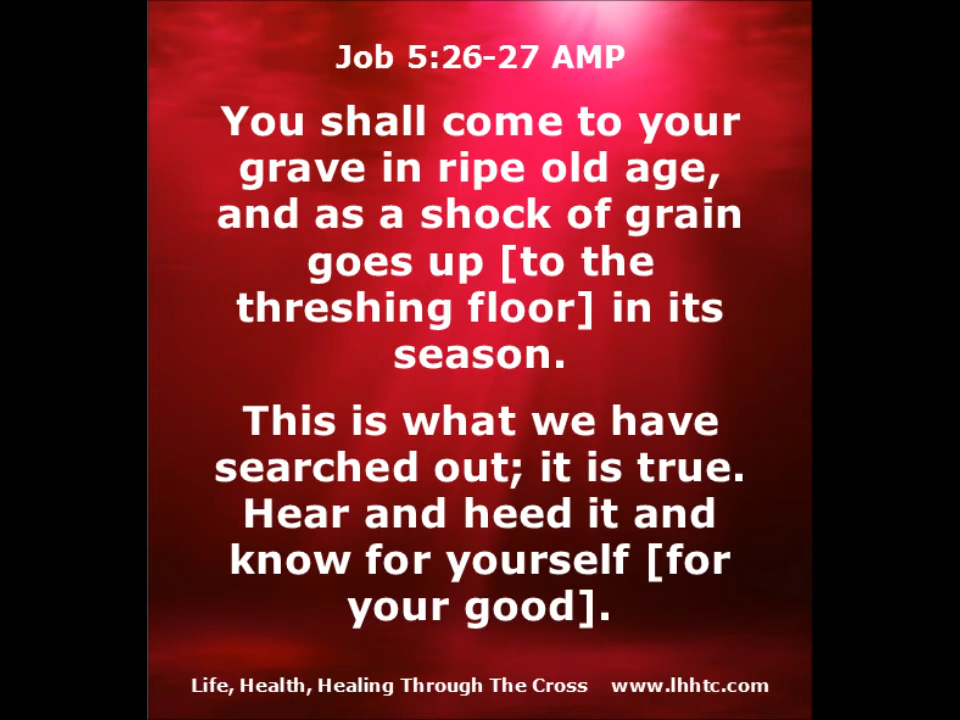 Job 5:26-27 AMP
You shall come to your
grave in ripe old age,
and as a shock of grain
goes up [to the
threshing floor] in its
season.
This is what we have
searched out; it is true.
Hear and heed it and
know for yourself [for
your good].
Life, Health, Healing Through The Cross www.lhhtc.com